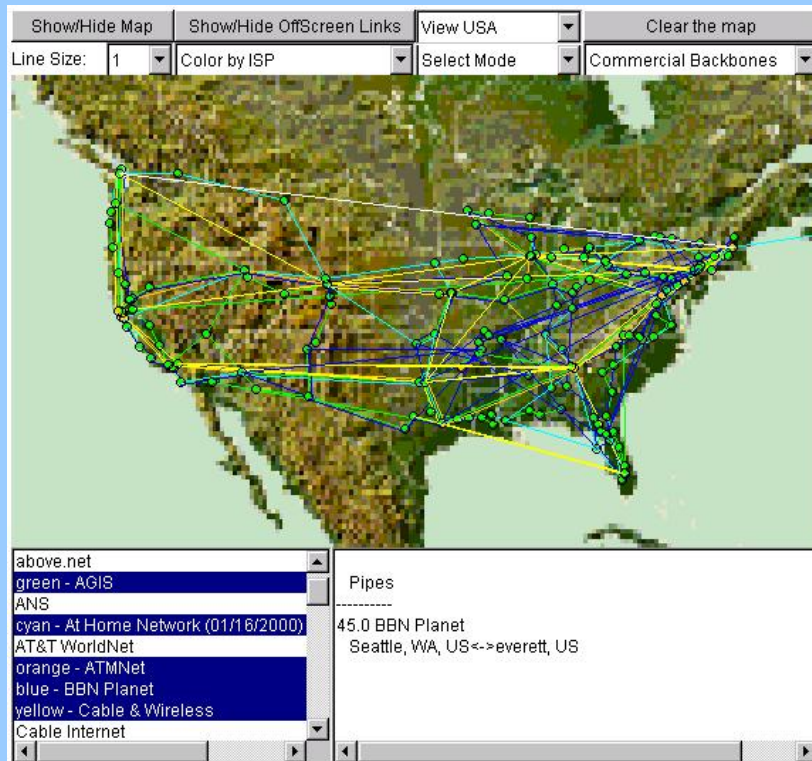 Show/Hide Map Show/Hide OffScreen Links View USA Clear the map
Line Size: 1 Color by ISP Select Mode Commercial Backbones
above.net
green - AGIS
ANS
cyan - At Home Network (01/16/2000)
AT&T WorldNet
orange - ATMNet
blue - BBN Planet
yellow - Cable & Wireless
Cable Internet
Pipes
----------
45.0 BBN Planet
Seattle, WA, US<->everett, US